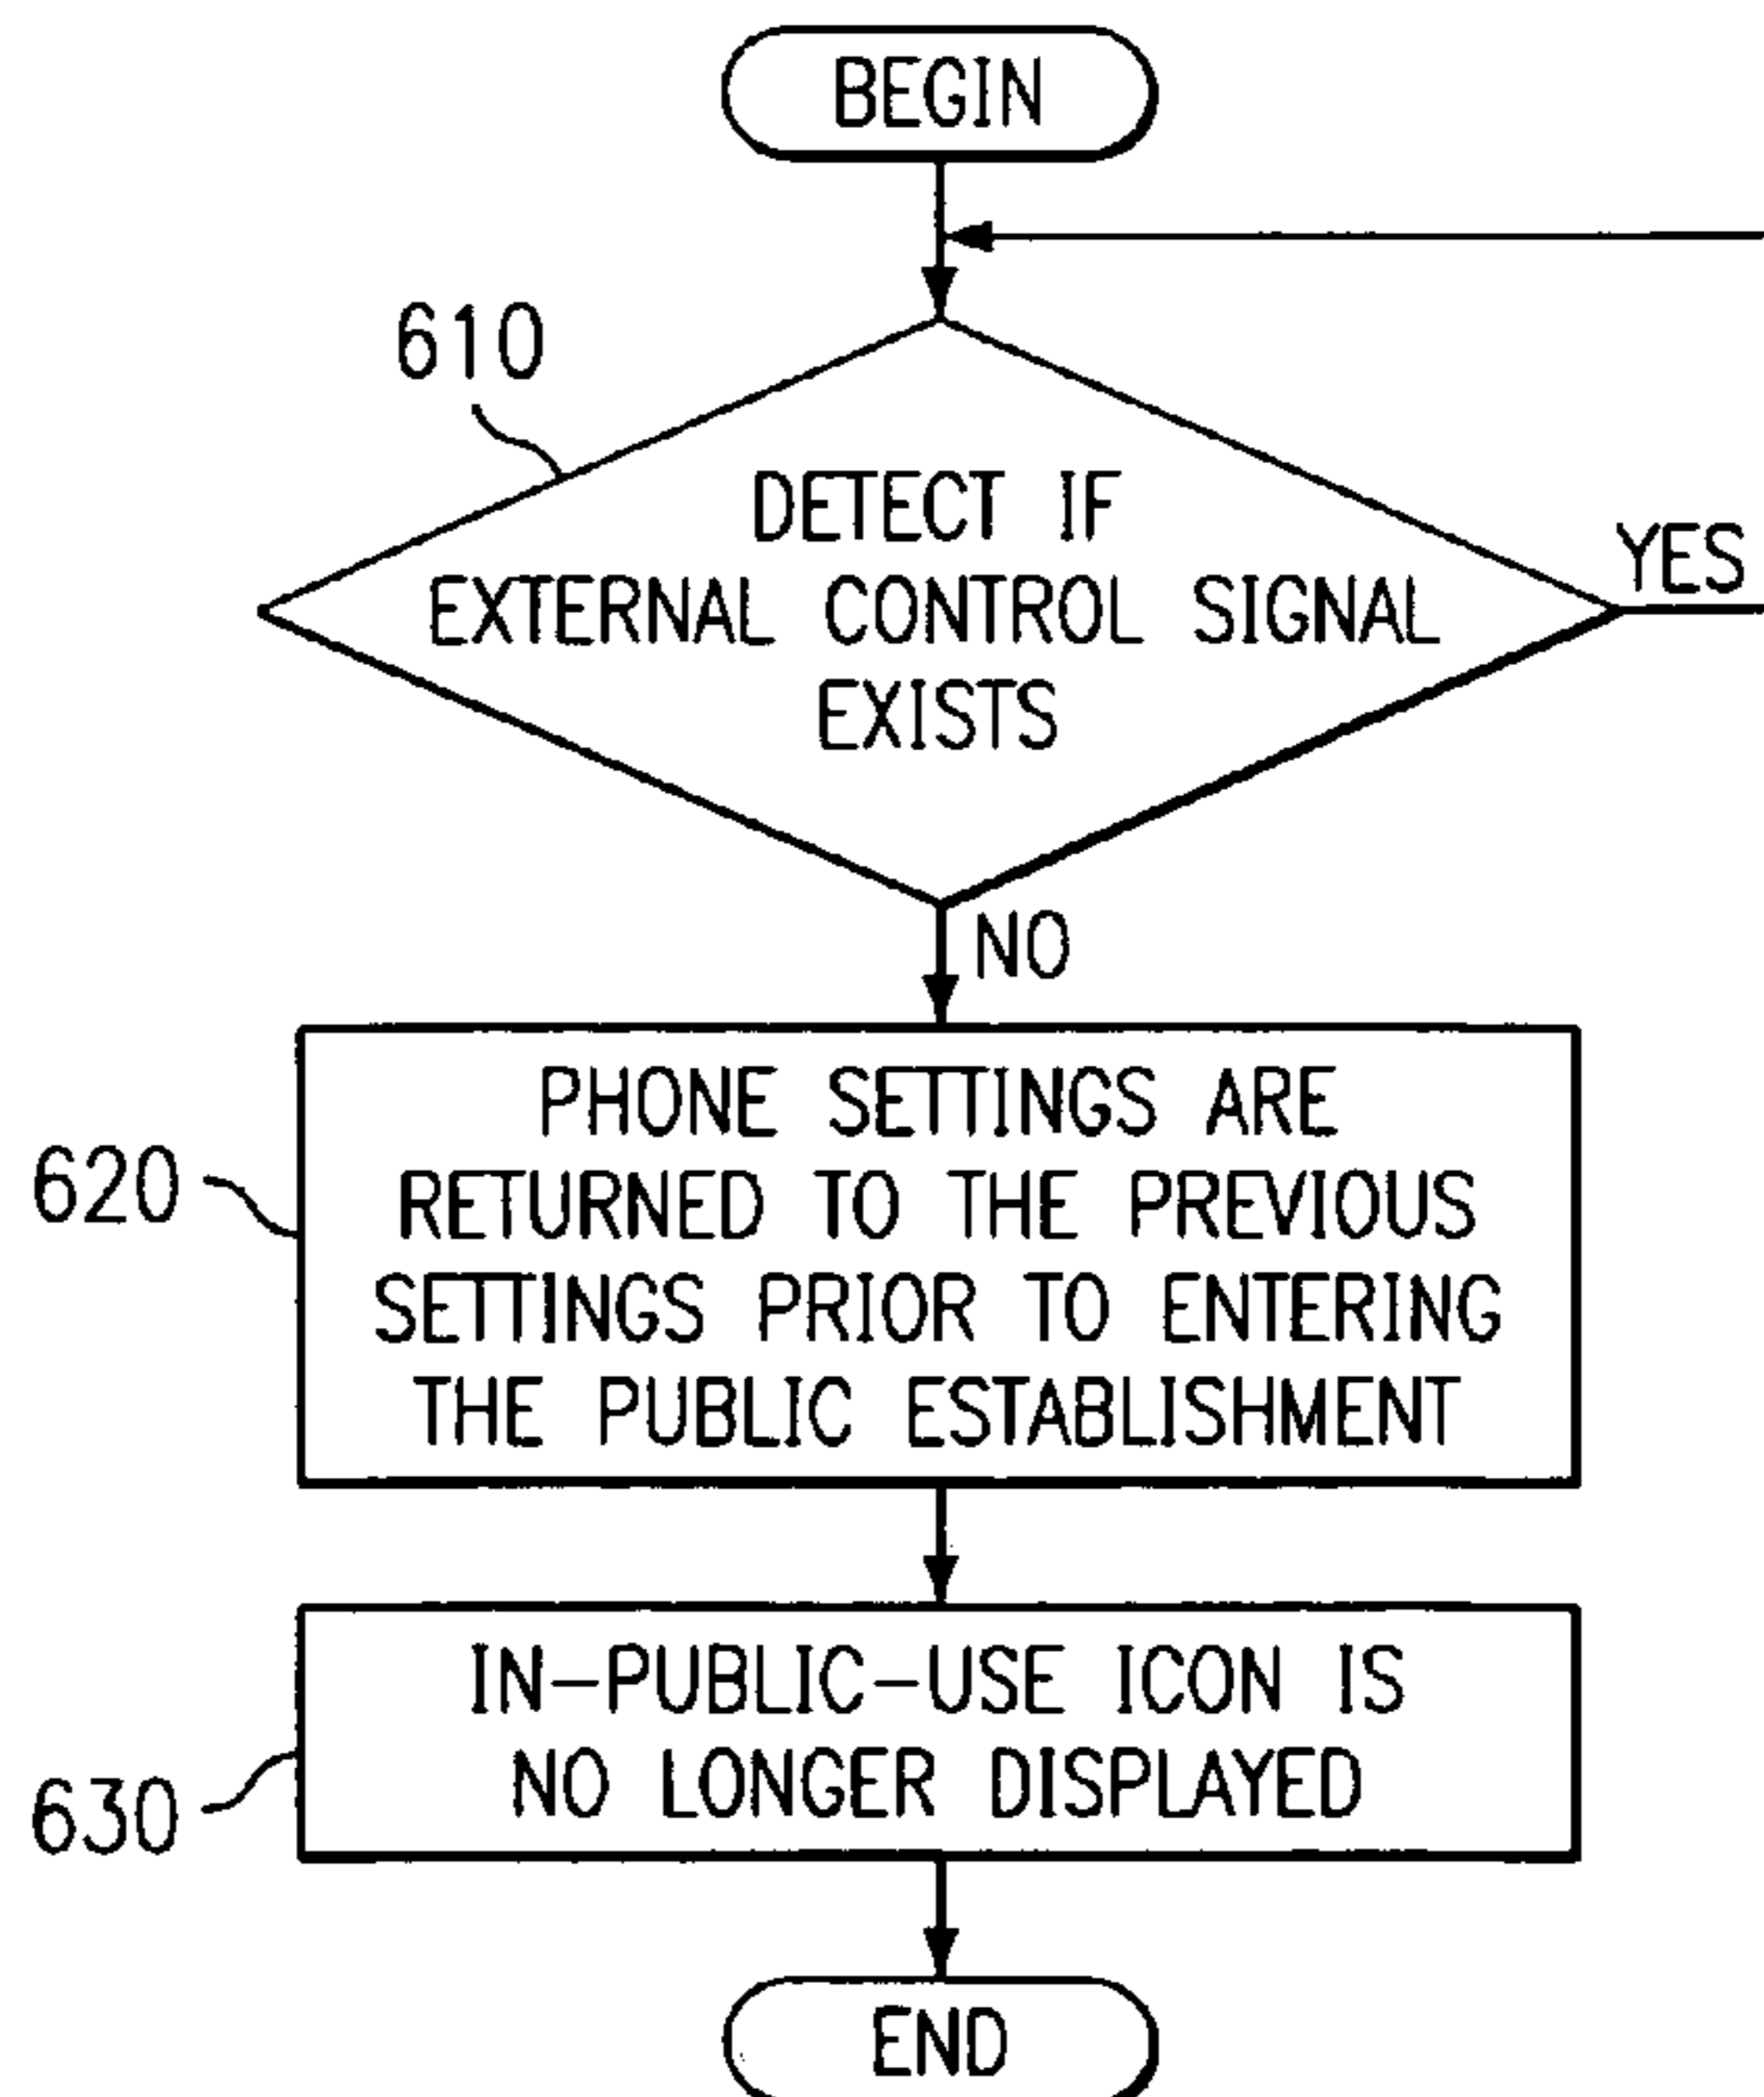 BEGIN
610
DETECT IF
EXTERNAL CONTROL SIGNAL
EXISTS
YES
NO
620
PHONE SETTINGS ARE
RETURNED TO THE PREVIOUS
SETTINGS PRIOR TO ENTERING
THE PUBLIC ESTABLISHMENT
630
IN-PUBLIC-USE ICON IS
NO LONGER DISPLAYED
END